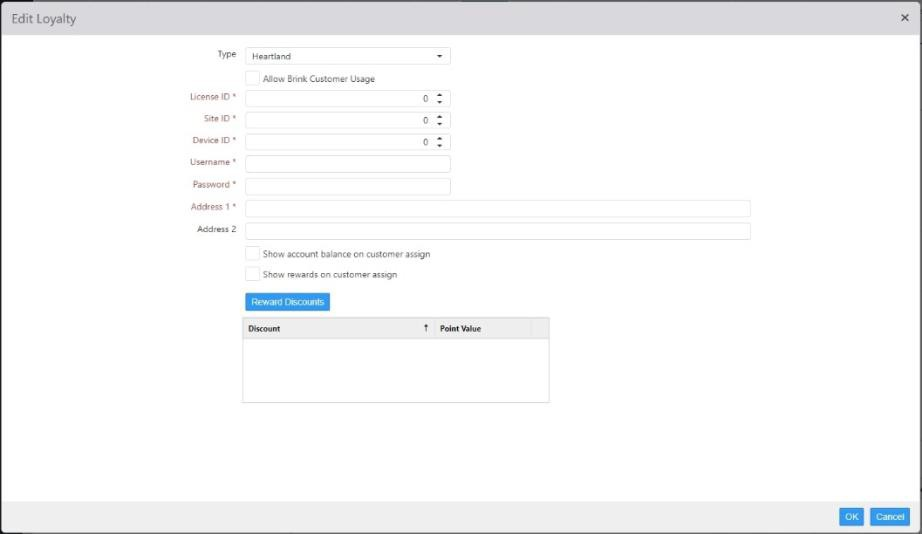 Edit Loyalty ×
Type Heartland
Allow Brink Customer Usage
License ID * 0
Site ID * 0
Device ID * 0
Username *
Password *
Address 1 *
Address 2
Show account balance on customer assign
Show rewards on customer assign
Reward Discounts
Discount ↑ Point Value
OK Cancel